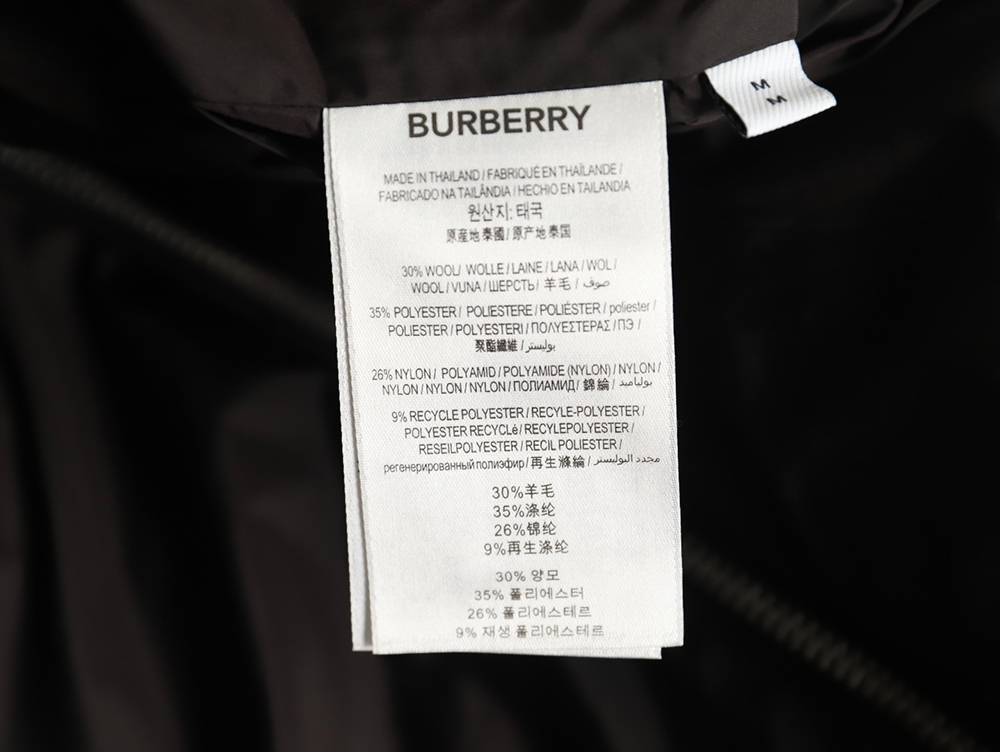 BURBERRY
MADE IN THAILAND / FABRIQUÉ EN THAÏLANDE /
FABRICADO NA TAILÂNDIA / HECHIO EN TAILANDIA
원산지: 태국
原産地 泰國 / 原产地 泰国
30% WOOL/ WOLLE / LAINE / LANA / WOL /
WOOL / VUNA / ШЕРСТЬ / 羊毛 / صوف
35% POLYESTER / POLIESTERE / POLIÉSTER / poliester /
POLIESTER / POLYESTERI / ΠΟΛΥΕΣΤΕΡΑΣ / ПЭ /
聚酯纖維 / بوليستر
26% NYLON / POLYAMID / POLYAMIDE (NYLON) / NYLON /
NYLON / NYLON / NYLON / ПОЛИАМИД / 錦綸 / بولياميد
9% RECYCLE POLYESTER / RECYLE-POLYESTER /
POLYESTER RECYCLé / RECYLEPOLYESTER /
RESEILPOLYESTER / RECIL POLIESTER /
регенерированный полиэфир / 再生滌綸 / مجدد البوليستر
30%羊毛
35%涤纶
26%锦纶
9%再生涤纶
30% 양모
35% 폴리에스터
26% 폴리에스테르
9% 재생 폴리에스테르
M
M